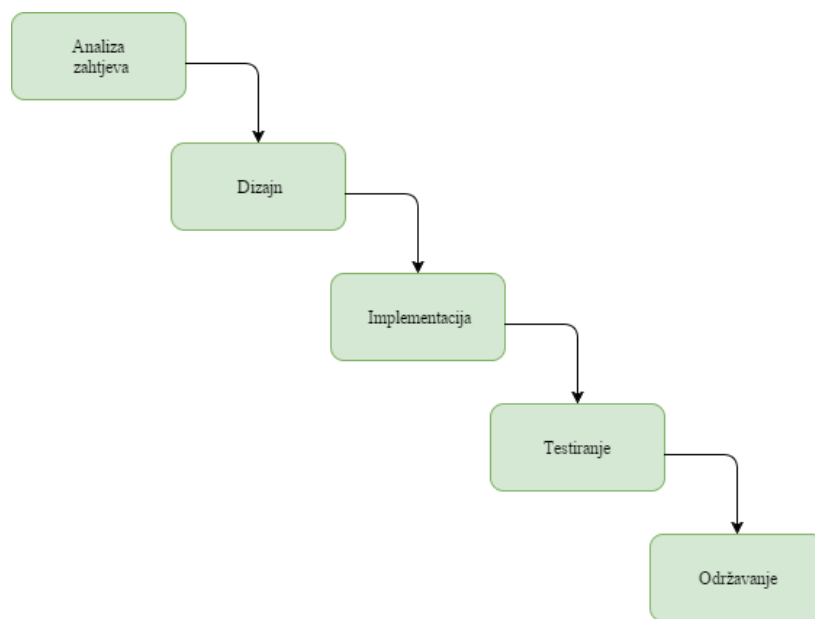 Analiza
zahtjeva
Dizajn
Implementacija
Testiranje
Održavanje